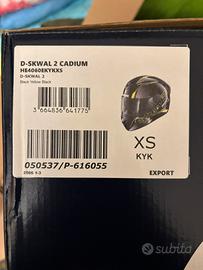 D-SKWAL 2 CADIUM
HE4060EKYKXS
D-SKWAL 2
Black Yellow Black
3 664836 641775
XS
KYK
050537/P-616055
EXPORT
subito